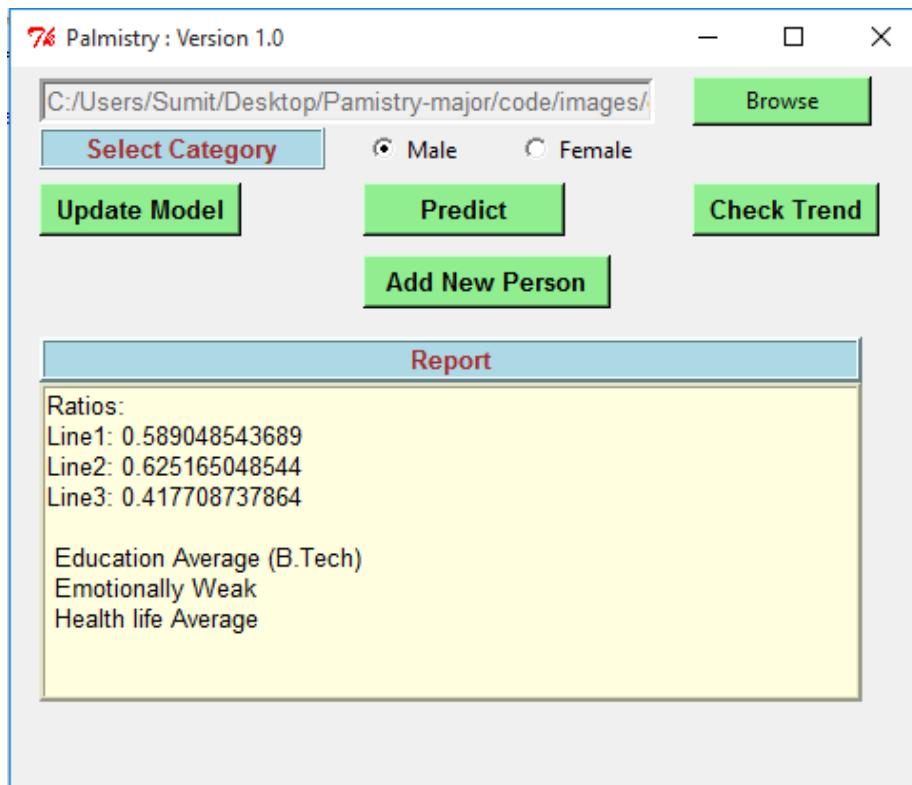 Palmistry : Version 1.0
C:/Users/Sumit/Desktop/Pamistry-major/code/images/
Browse
Select Category
Male
Female
Update Model
Predict
Check Trend
Add New Person
Report
Ratios:
Line1: 0.589048543689
Line2: 0.625165048544
Line3: 0.417708737864
Education Average (B.Tech)
Emotionally Weak
Health life Average